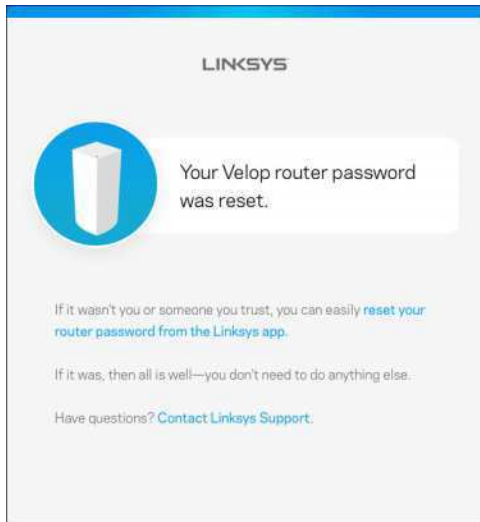 LINKSYS
Your Velop router password
was reset.
If it wasn't you or someone you trust, you can easily reset your
router password from the Linksys app.
If it was, then all is well—you don't need to do anything else.
Have questions? Contact Linksys Support.